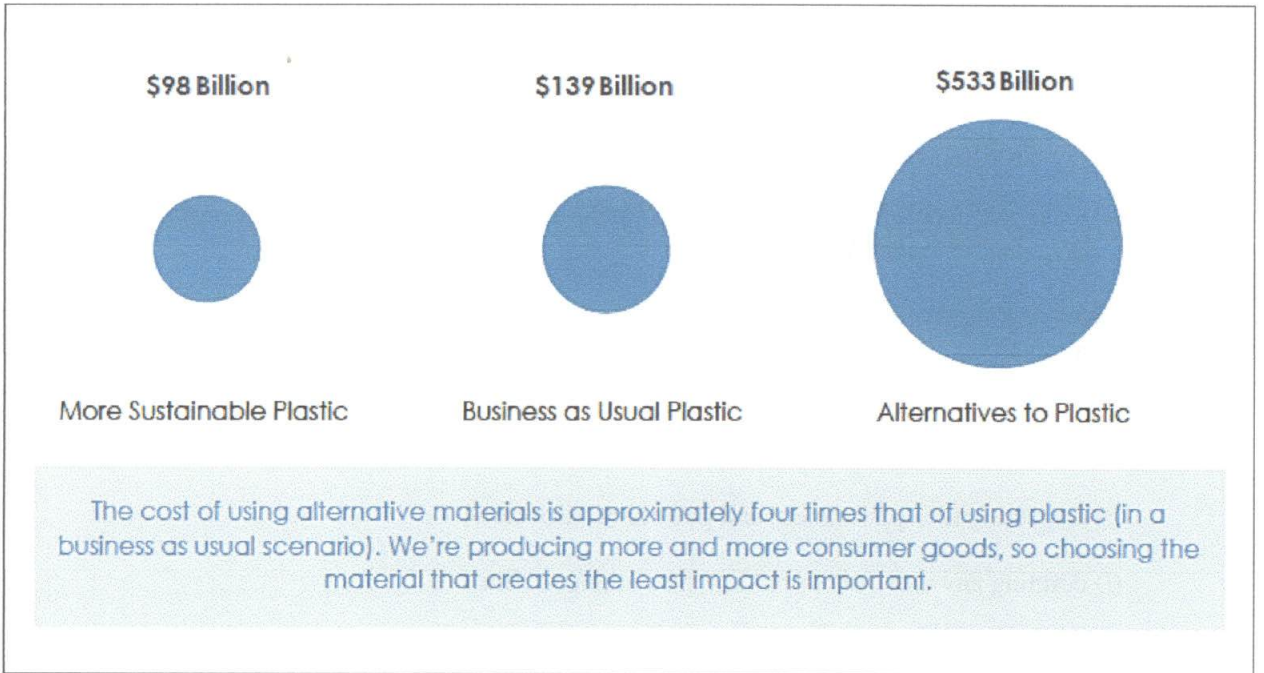 $98 Billion
$139 Billion
$533 Billion
More Sustainable Plastic
Business as Usual Plastic
Alternatives to Plastic
The cost of using alternative materials is approximately four times that of using plastic (in a
business as usual scenario). We're producing more and more consumer goods, so choosing the
material that creates the least impact is important.